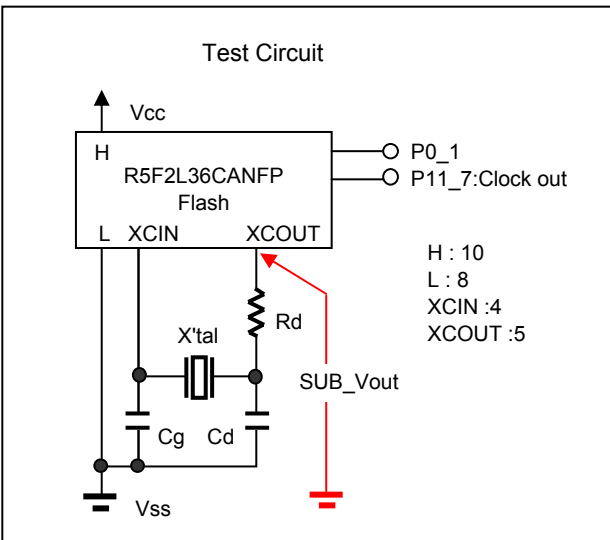 Test Circuit
Vcc
H
R5F2L36CANFP
Flash
L XCIN XCOUT
P0_1
P11_7:Clock out
H : 10
L : 8
XCIN :4
XCOUT :5
X'tal
Rd
SUB_Vout
Cg Cd
Vss